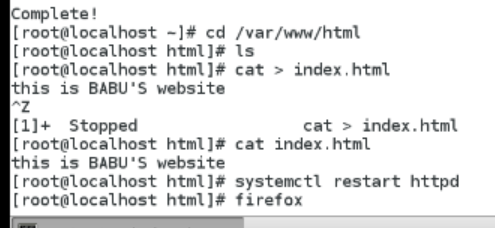 Complete!
[root@localhost ~]# cd /var/www/html
[root@localhost html]# ls
[root@localhost html]# cat > index.html
this is BABU'S website
^Z
[1]+  Stopped                 cat > index.html
[root@localhost html]# cat index.html
this is BABU'S website
[root@localhost html]# systemctl restart httpd
[root@localhost html]# firefox